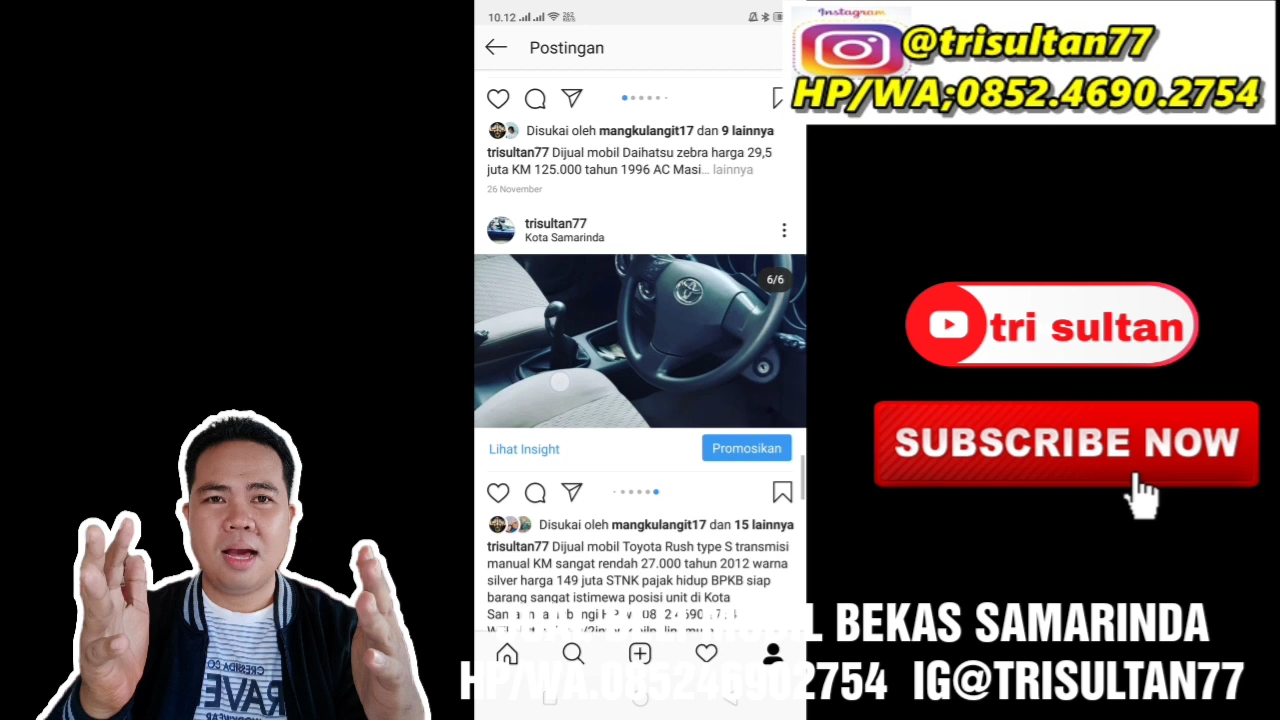 10.12
Postingan
Instagram
@trisultan77
HP/WA;0852.4690.2754
Disukai oleh mangkulangit17 dan 9 lainnya
trisultan77 Dijual mobil Daihatsu zebra harga 29,5
juta KM 125.000 tahun 1996 AC Masi... lainnya
26 November
trisultan77
Kota Samarinda
6/6
tri sultan
SUBSCRIBE NOW
Lihat Insight
Promosikan
Disukai oleh mangkulangit17 dan 15 lainnya
trisultan77 Dijual mobil Toyota Rush type S transmisi
manual KM sangat rendah 27.000 tahun 2012 warna
silver harga 149 juta STNK pajak hidup BPKB siap
barang sangat istimewa posisi unit di Kota
BEKAS SAMARINDA
HP/WA.085246902754 IG@TRISULTAN77